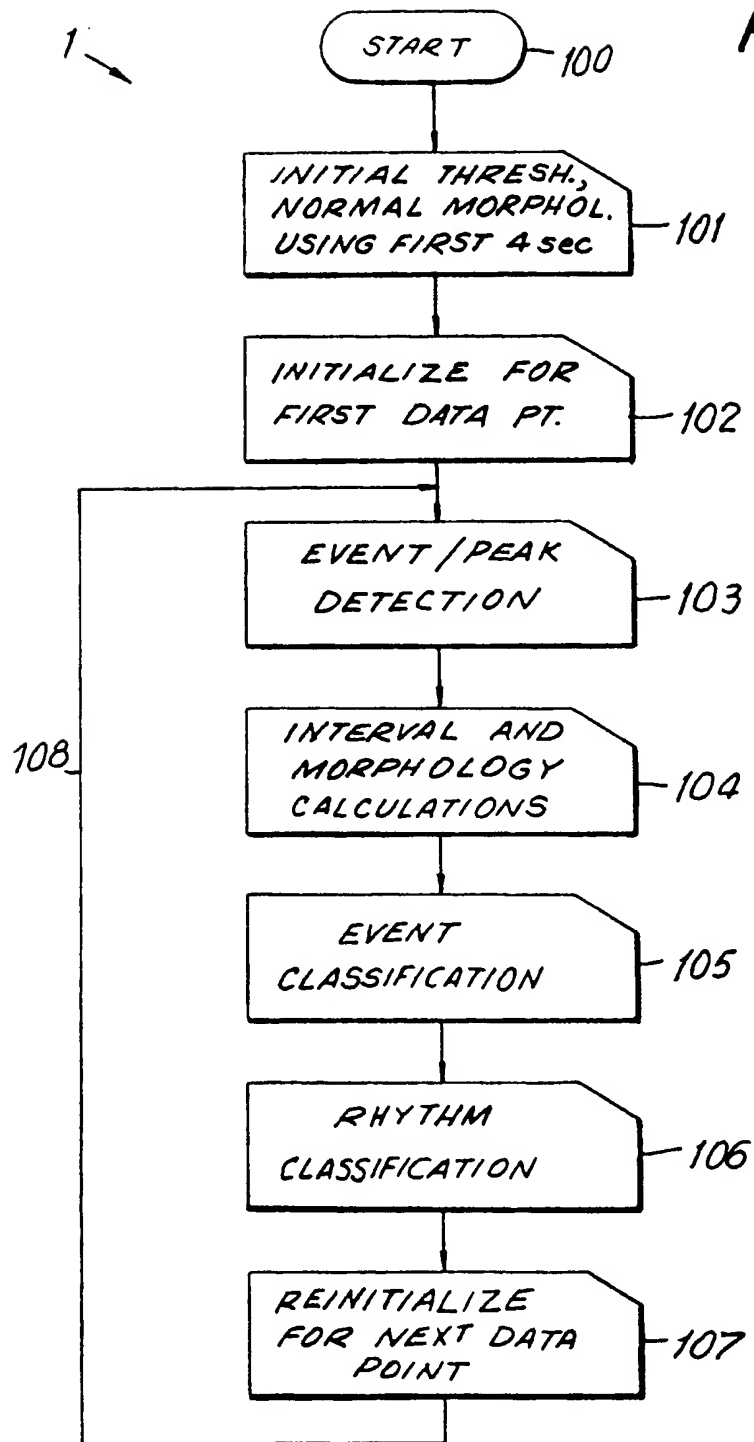 1
START
100
INITIAL THRESH.,
NORMAL MORPHOL.
USING FIRST 4 sec
101
INITIALIZE FOR
FIRST DATA PT.
102
EVENT / PEAK
DETECTION
103
INTERVAL AND
MORPHOLOGY
CALCULATIONS
104
108
EVENT
CLASSIFICATION
105
RHYTHM
CLASSIFICATION
106
REINITIALIZE
FOR NEXT DATA
POINT
107